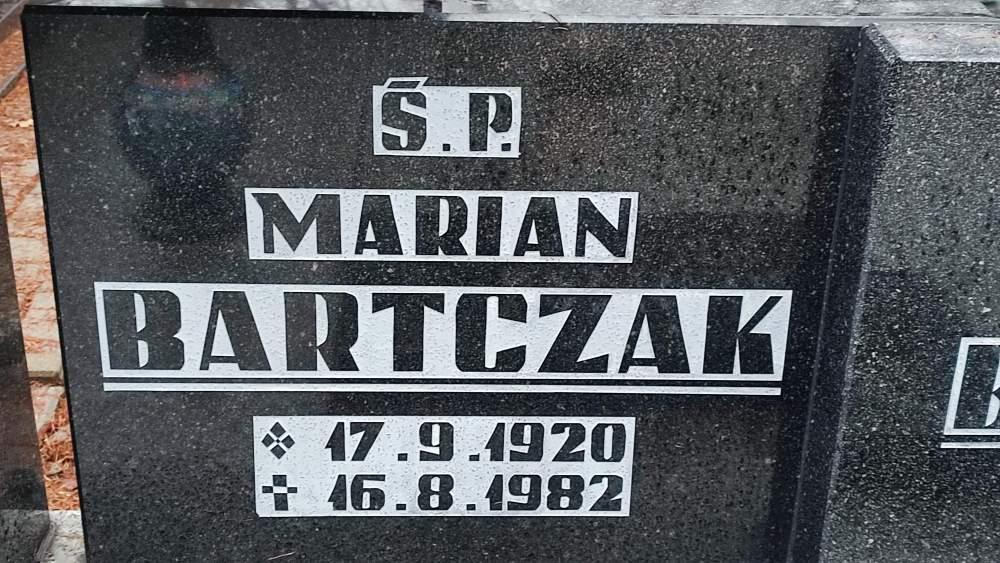 Ś.P.
MARIAN
BARTCZAK
17.9.1920
16.8.1982